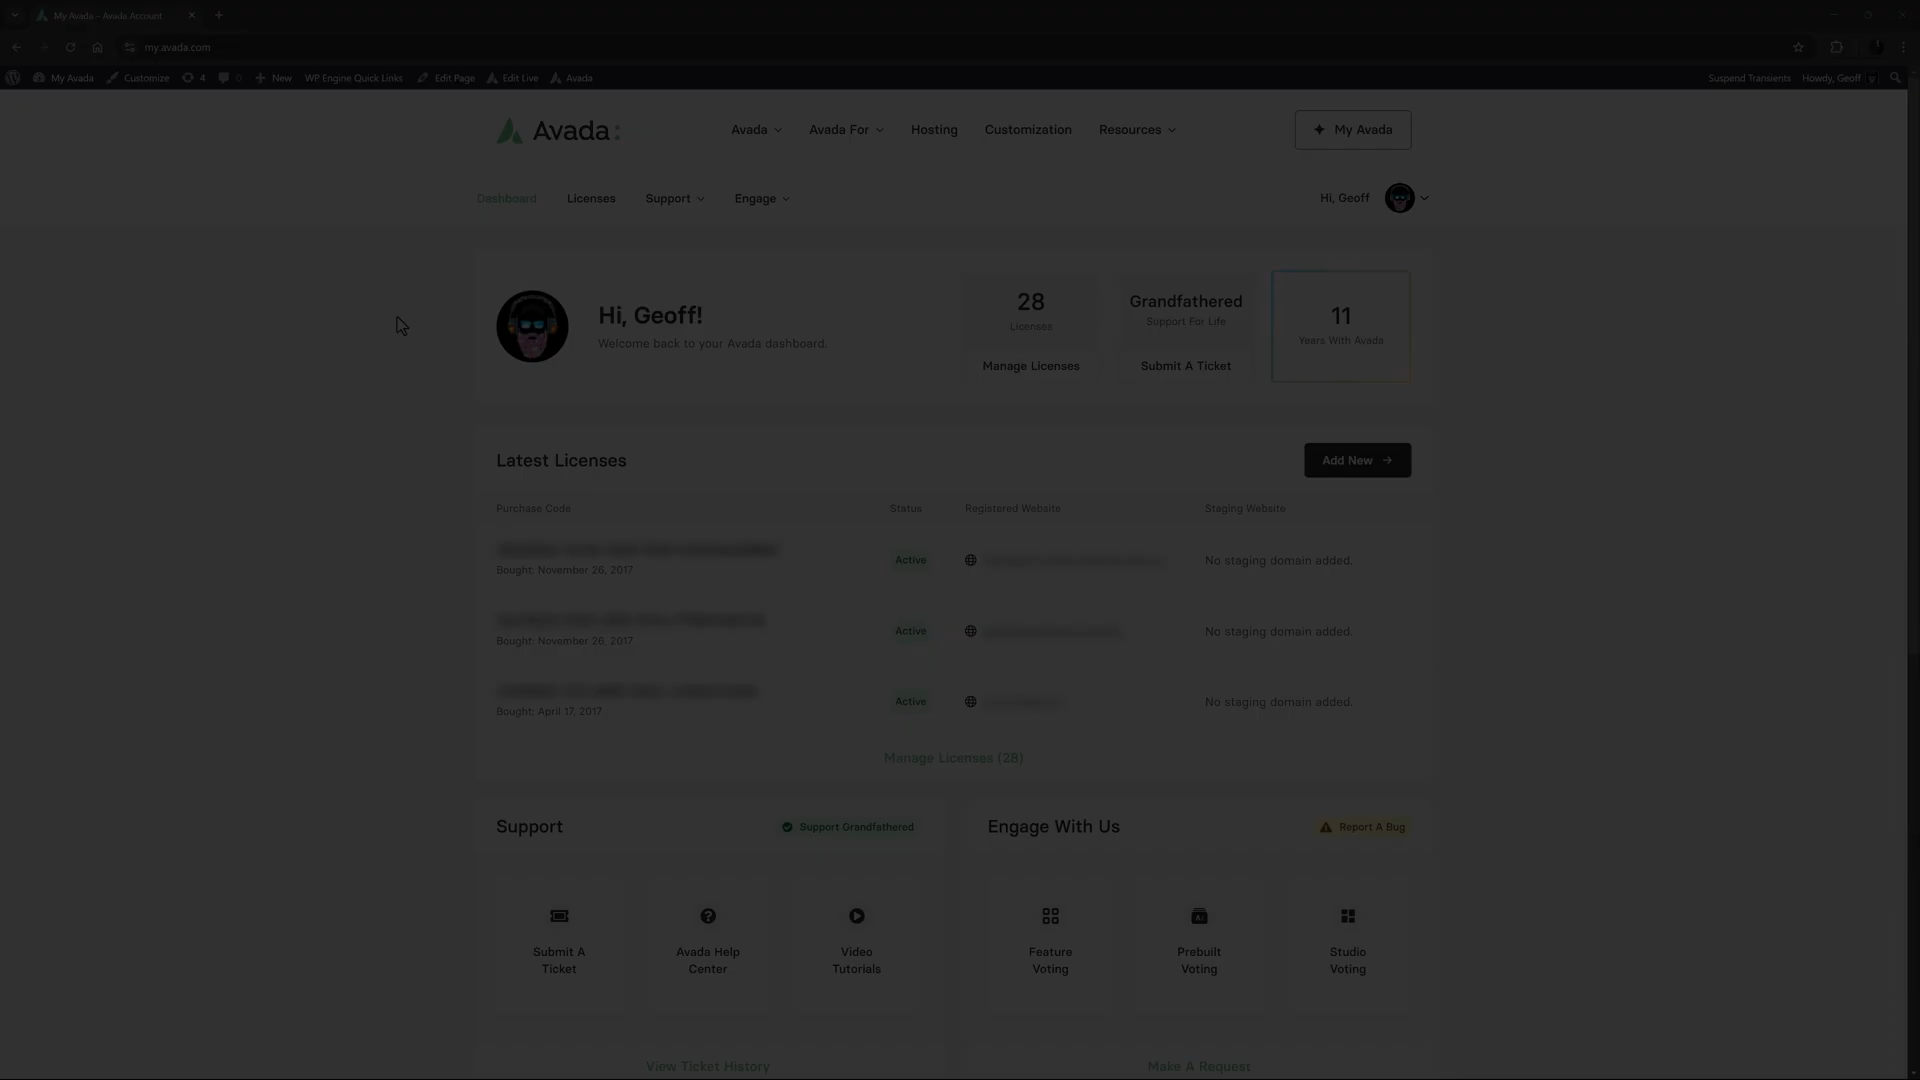 My Avada – Avada Account
my.avada.com
My Avada Customize 4 0 New WP Engine Quick Links Edit Page Edit Live Avada Suspend Transients Howdy, Geoff
Avada Avada Avada For Hosting Customization Resources My Avada
Dashboard Licenses Support Engage Hi, Geoff
Hi, Geoff!
Welcome back to your Avada dashboard.
28
Licenses
Manage Licenses
Grandfathered
Support For Life
Submit A Ticket
11
Years With Avada
Latest Licenses Add New
Purchase Code Status Registered Website Staging Website
Active No staging domain added.
Bought: November 26, 2017
Active No staging domain added.
Bought: November 26, 2017
Active No staging domain added.
Bought: April 17, 2017
Manage Licenses (28)
Support Support Grandfathered
Submit A
Ticket
Avada Help
Center
Video
Tutorials
View Ticket History
Engage With Us Report A Bug
Feature
Voting
Prebuilt
Voting
Studio
Voting
Make A Request